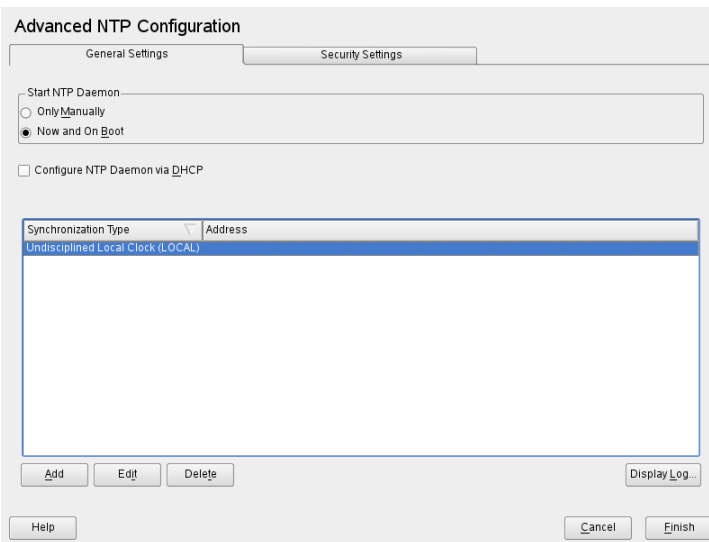 Advanced NTP Configuration
General Settings
Security Settings
Start NTP Daemon
Only Manually
Now and On Boot
Configure NTP Daemon via DHCP
Synchronization Type
Address
Undisciplined Local Clock (LOCAL)
Add
Edit
Delete
Display Log...
Help
Cancel
Finish